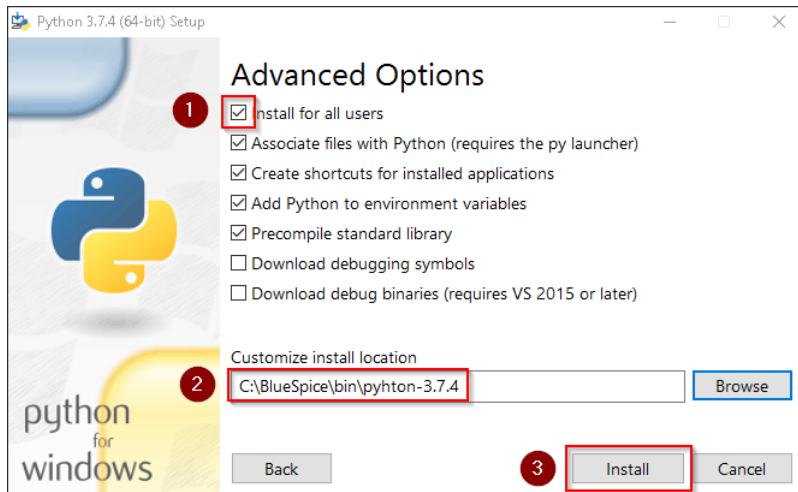 Python 3.7.4 (64-bit) Setup
Advanced Options
1
Install for all users
Associate files with Python (requires the py launcher)
Create shortcuts for installed applications
Add Python to environment variables
Precompile standard library
Download debugging symbols
Download debug binaries (requires VS 2015 or later)
Customize install location
2
C:\BlueSpice\bin\pyhton-3.7.4
Browse
python
for
windows
Back
3
Install
Cancel